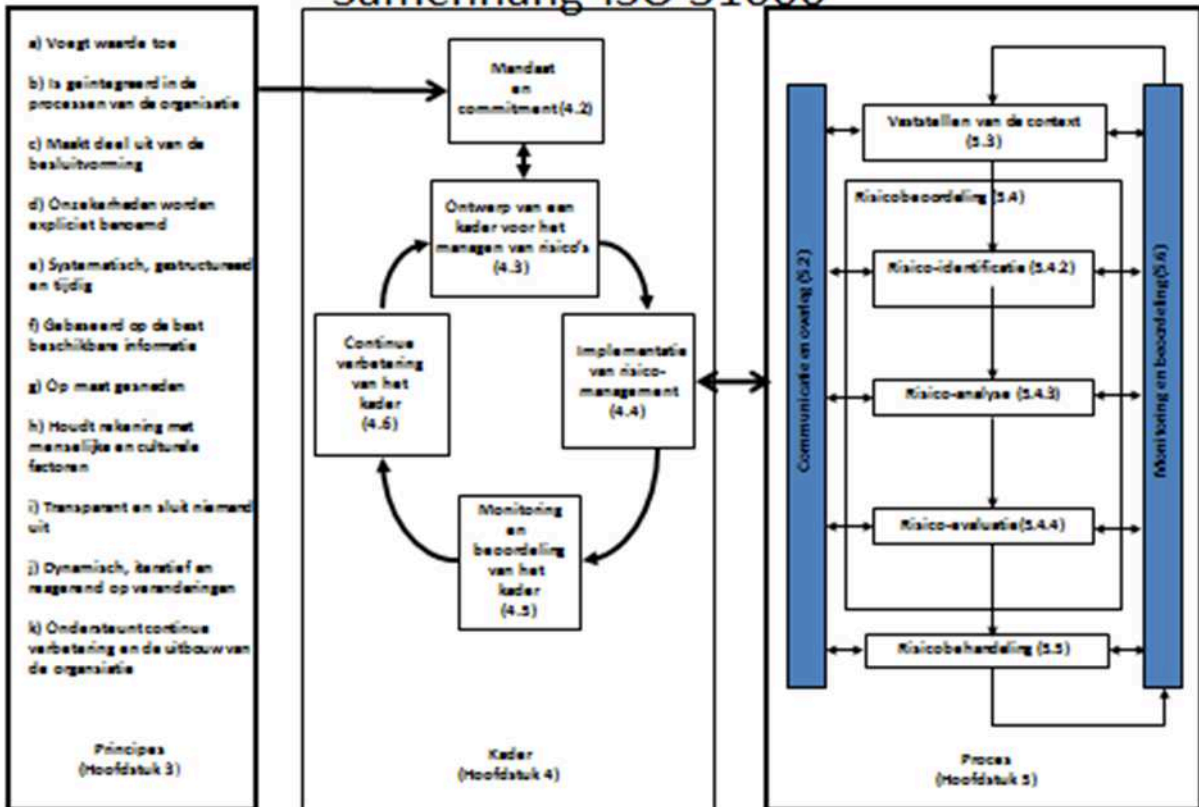 Samenhang ISO 31000
a) Voegt waarde toe
b) Is geintegreerd in de
processen van de organisatie
c) Maakt deel uit van de
besluitvorming
d) Onzekerheden worden
expliciet benoemd
e) Systematisch, gestructureerd
en tijdig
f) Gebaseerd op de best
beschikbare informatie
g) Op maat gesneden
h) Houdt rekening met
menselijke en culturele
factoren
i) Transparant en sluit niemand
uit
j) Dynamisch, iteratief en
reagerend op veranderingen
k) Ondersteunt continue
verbetering en de uitbouw van
de organsiatie
Principes
(Hoofdstuk 3)
Mandaat
en
commitment (4.2)
Ontwerp van een
kader voor het
managen van risico's
(4.3)
Continue
verbetering
van het
kader
(4.6)
Implementatie
van risico-
management
(4.4)
Monitoring
en
beoordeling
van het
kader
(4.5)
Kader
(Hoofdstuk 4)
Communicatie en overleg (5.2)
Vaststellen van de context
(5.3)
Risicobeoordeling (5.4)
Risico-identificatie (5.4.2)
Risico-analyse (5.4.3)
Risico-evaluatie(5.4.4)
Risicobehandeling (5.5)
Monitoring en beoordeling(5.6)
Proces
(Hoofdstuk 5)